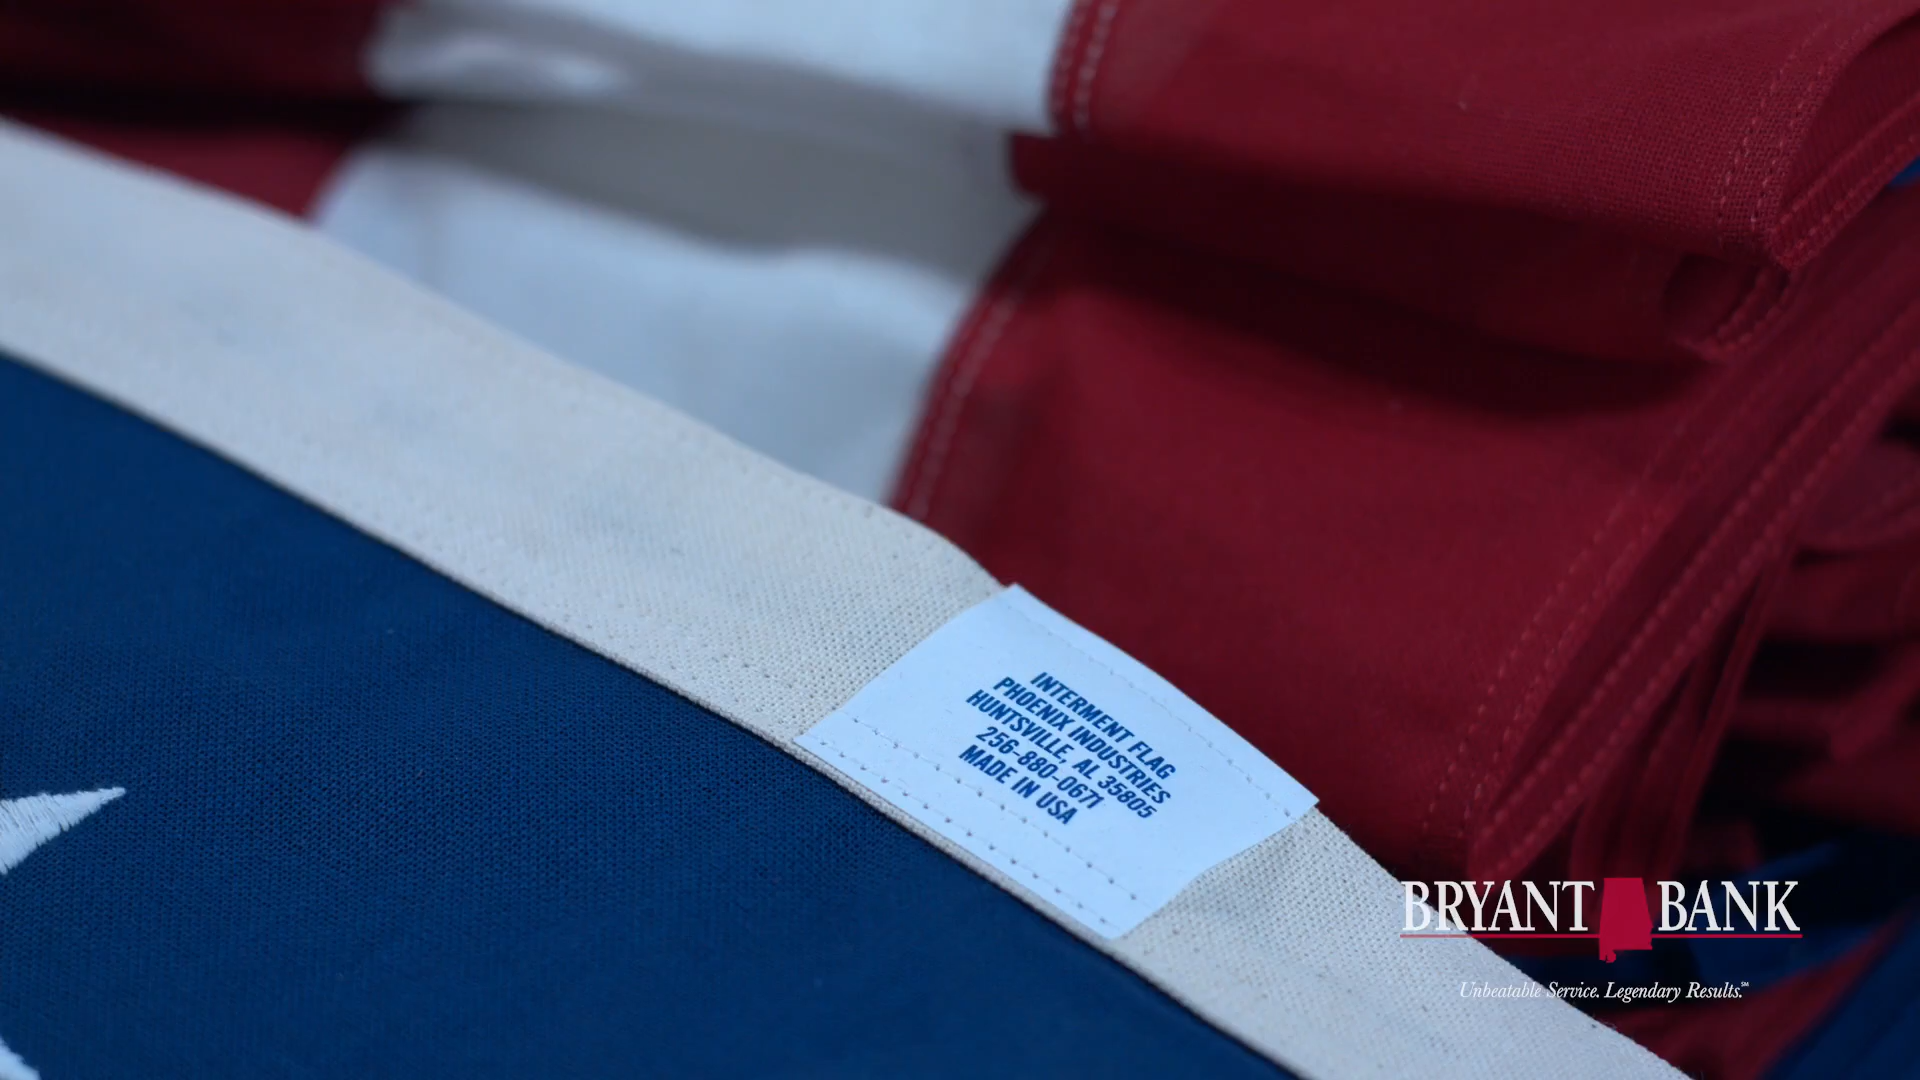 INTERMENT FLAG
PHOENIX INDUSTRIES
HUNTSVILLE, AL 35805
256-880-0671
MADE IN USA
BRYANT BANK
Unbeatable Service. Legendary Results.℠